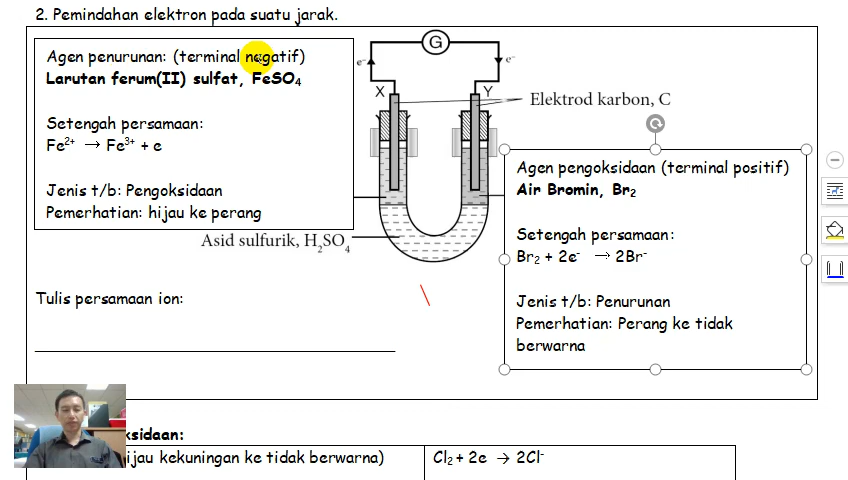 2. Pemindahan elektron pada suatu jarak.
Agen penurunan: (terminal negatif)
Larutan ferum(II) sulfat, FeSO₄
Setengah persamaan:
Fe²⁺ → Fe³⁺ + e
Jenis t/b: Pengoksidaan
Pemerhatian: hijau ke perang
G
e⁻
e⁻
X
Y
Elektrod karbon, C
Asid sulfurik, H₂SO₄
Agen pengoksidaan (terminal positif)
Air Bromin, Br₂
Setengah persamaan:
Br₂ + 2e⁻ → 2Br⁻
Jenis t/b: Penurunan
Pemerhatian: Perang ke tidak
berwarna
Tulis persamaan ion:
ksidaan:
ijau kekuningan ke tidak berwarna)
Cl₂ + 2e → 2Cl⁻